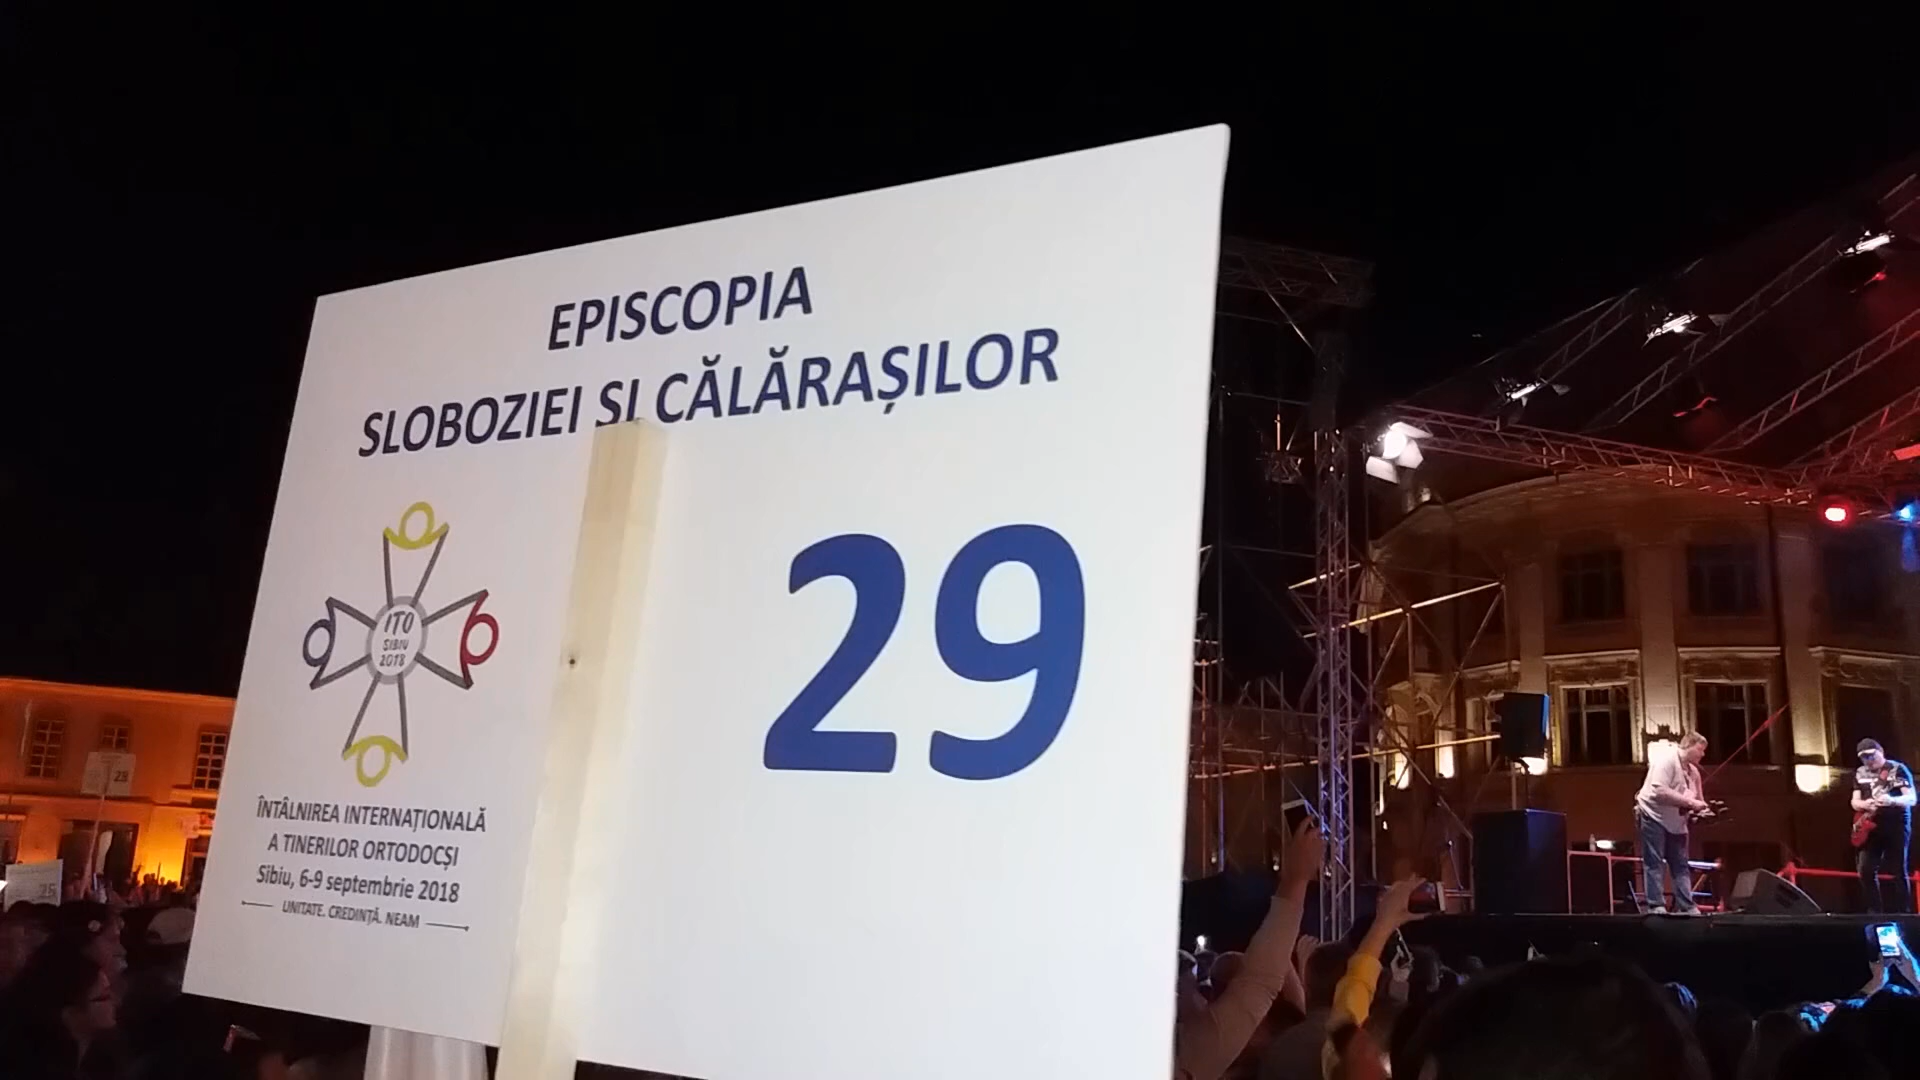 EPISCOPIA
SLOBOZIEI ȘI CĂLĂRAȘILOR
29
ITO
SIBIU
2018
ÎNTÂLNIREA INTERNAȚIONALĂ
A TINERILOR ORTODOCȘI
Sibiu, 6-9 septembrie 2018
UNITATE. CREDINȚĂ. NEAM